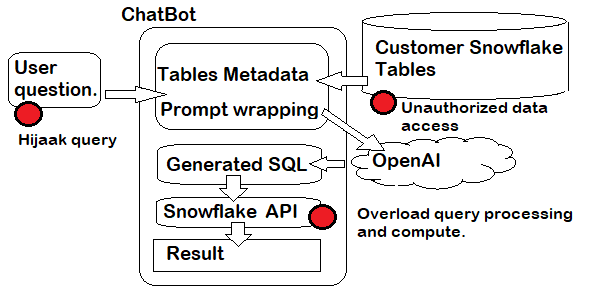 ChatBot
User
question.
Hijaak query
Tables Metadata
Prompt wrapping
Customer Snowflake
Tables
Unauthorized data
access
Generated SQL
OpenAI
Snowflake API
Overload query processing
and compute.
Result